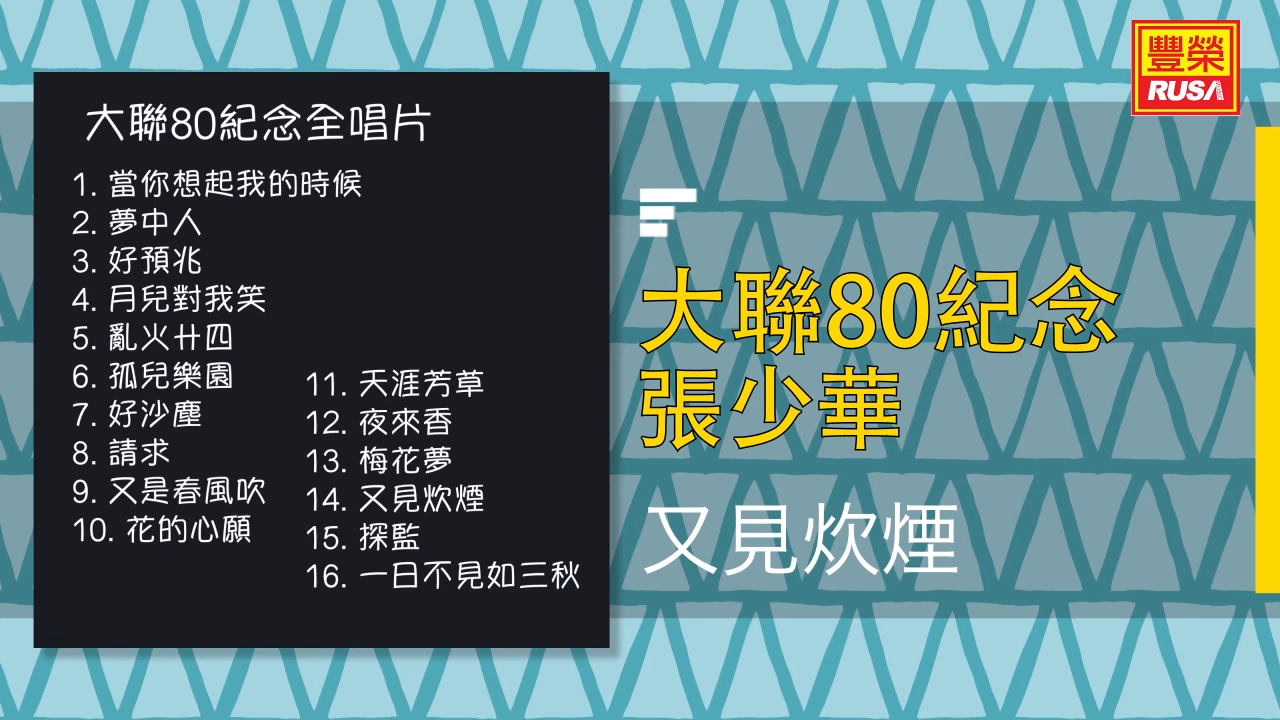 大聯80紀念全唱片
1. 當你想起我的時候
2. 夢中人
3. 好預兆
4. 月兒對我笑
5. 亂火廿四
6. 孤兒樂園
7. 好沙塵
8. 請求
9. 又是春風吹
10. 花的心願
11. 天涯芳草
12. 夜來香
13. 梅花夢
14. 又見炊煙
15. 探監
16. 一日不見如三秋
豐榮
RUSA
大聯80紀念
張少華
又見炊煙